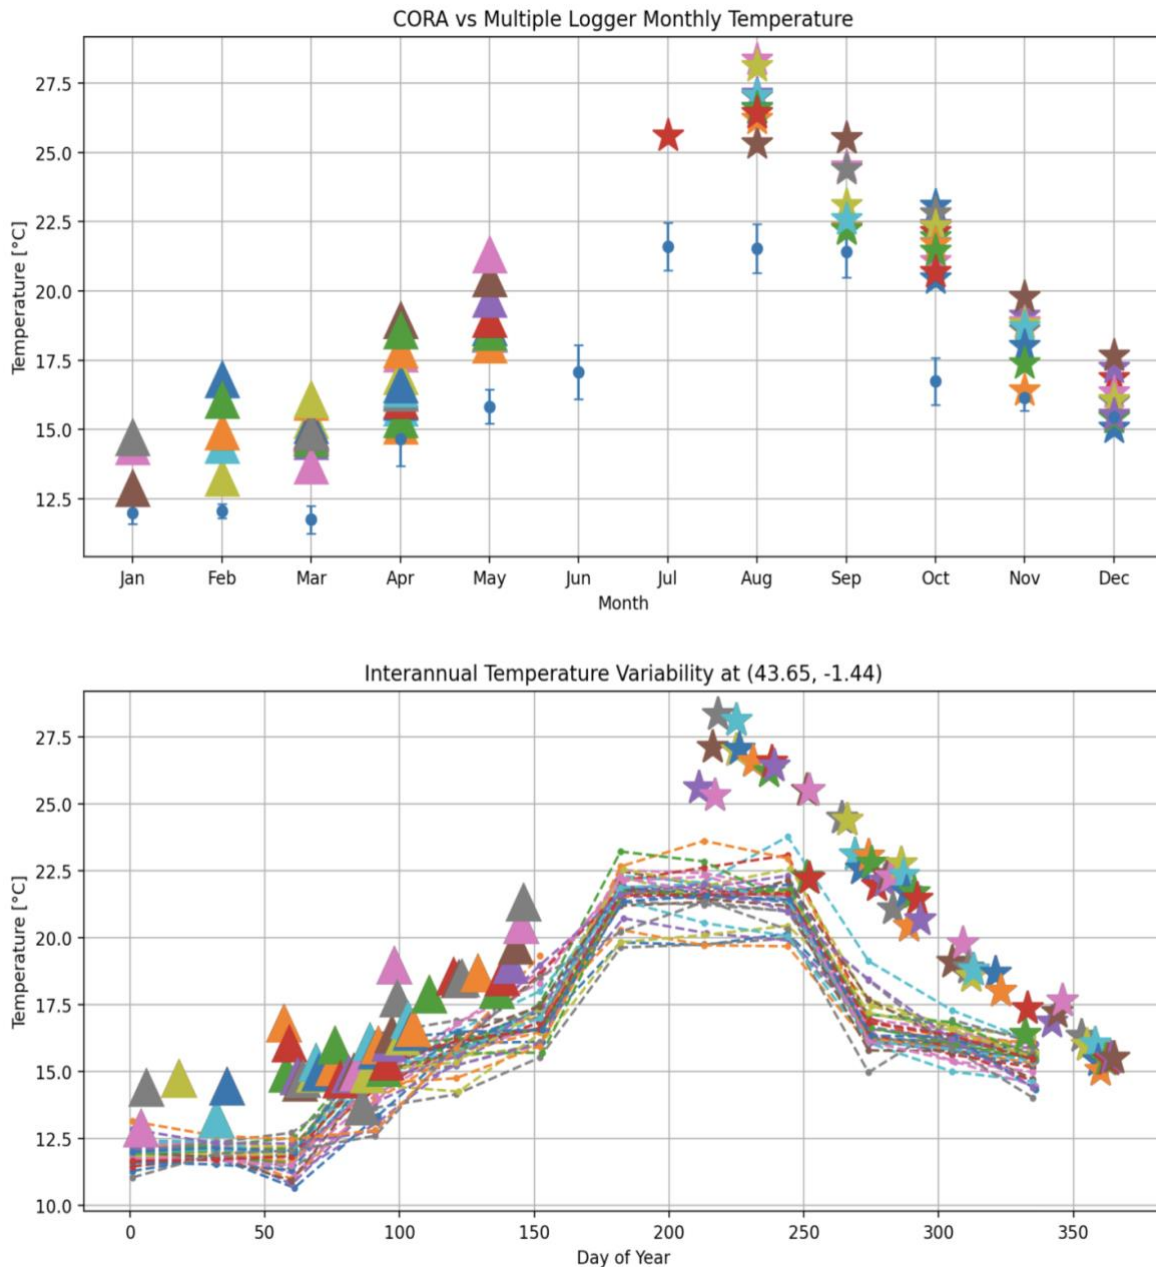 CORA vs Multiple Logger Monthly Temperature
27.5
25.0
22.5
20.0
17.5
15.0
12.5
Temperature [°C]
Jan Feb Mar Apr May Jun Jul Aug Sep Oct Nov Dec
Month
Interannual Temperature Variability at (43.65, -1.44)
27.5
25.0
22.5
20.0
17.5
15.0
12.5
10.0
Temperature [°C]
0 50 100 150 200 250 300 350
Day of Year